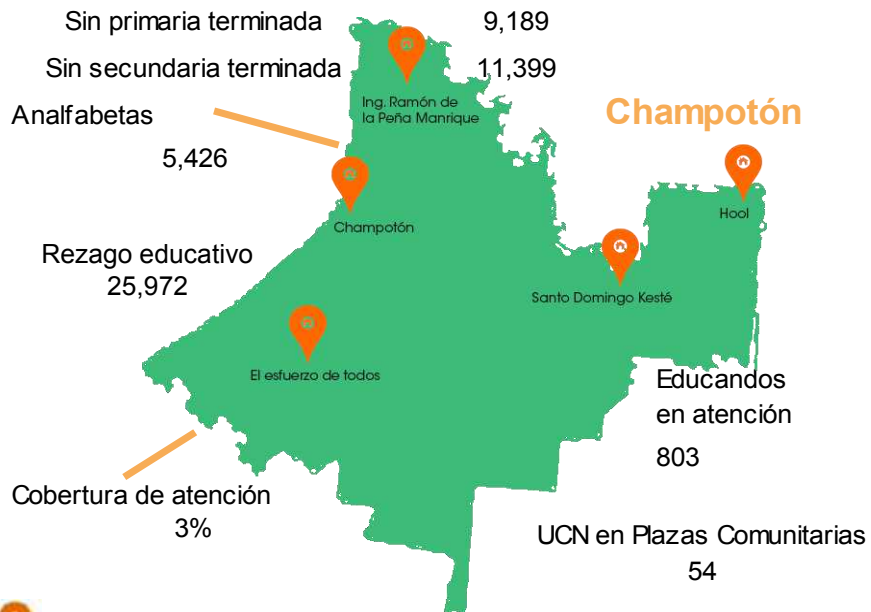 Sin primaria terminada 9,189
Sin secundaria terminada 11,399
Analfabetas
5,426
Ing. Ramón de
la Peña Manrique
Champotón
Champotón
Hool
Rezago educativo
25,972
Santo Domingo Kesté
El esfuerzo de todos
Educandos
en atención
803
Cobertura de atención
3%
UCN en Plazas Comunitarias
54